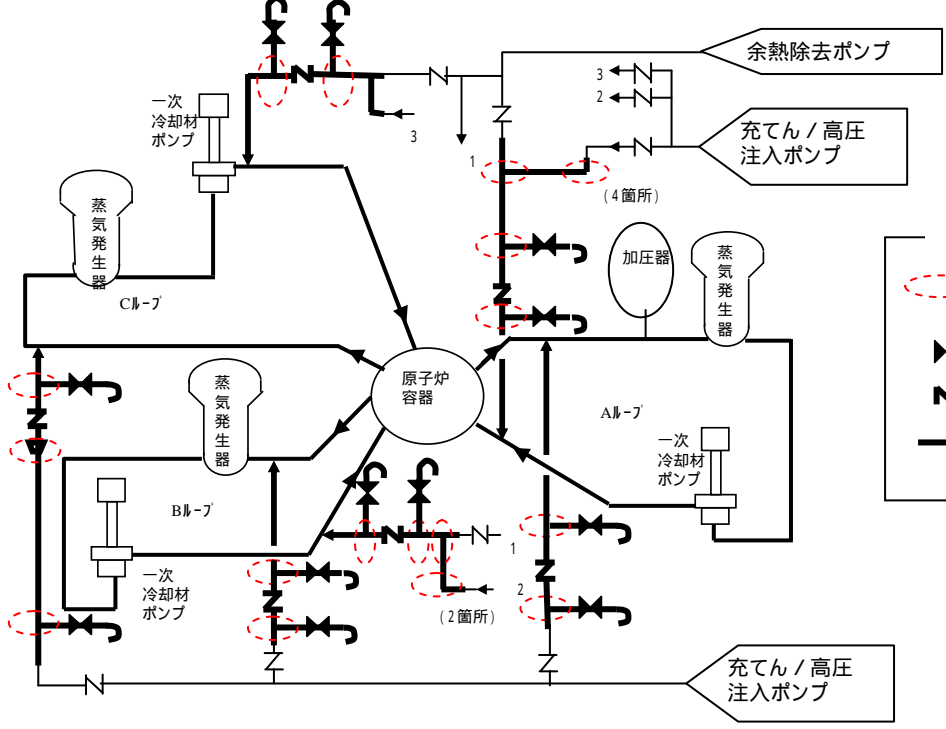 余熱除去ポンプ
3
2
一次
冷却材
ポンプ
3
充てん / 高圧
注入ポンプ
1
(4箇所)
蒸気発生器
加圧器
蒸気発生器
Cループ
原子炉
容器
蒸気発生器
Aループ
一次
冷却材
ポンプ
Bループ
1
一次
冷却材
ポンプ
2
(2箇所)
充てん / 高圧
注入ポンプ